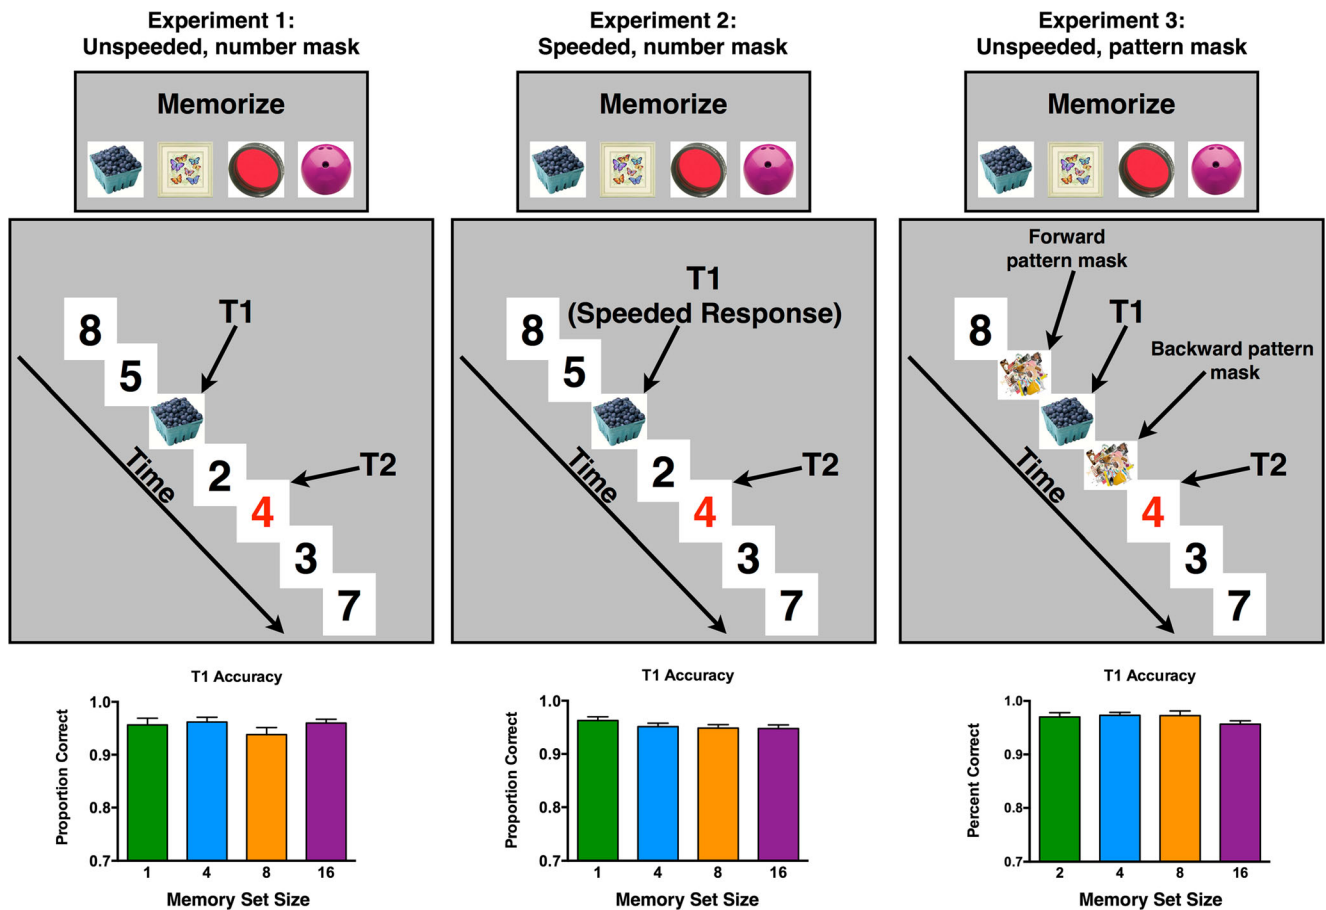 Experiment 1:
Unspeeded, number mask
Memorize
T1
8
5
2
T2
4
3
7
Time
T1 Accuracy
Proportion Correct
1.0
0.9
0.8
0.7
1 4 8 16
Memory Set Size
Experiment 2:
Speeded, number mask
Memorize
T1
(Speeded Response)
8
5
2
T2
4
3
7
Time
T1 Accuracy
Proportion Correct
1.0
0.9
0.8
0.7
1 4 8 16
Memory Set Size
Experiment 3:
Unspeeded, pattern mask
Memorize
Forward
pattern mask
T1
8
Backward pattern
mask
T2
4
3
7
Time
T1 Accuracy
Percent Correct
1.0
0.9
0.8
0.7
2 4 8 16
Memory Set Size